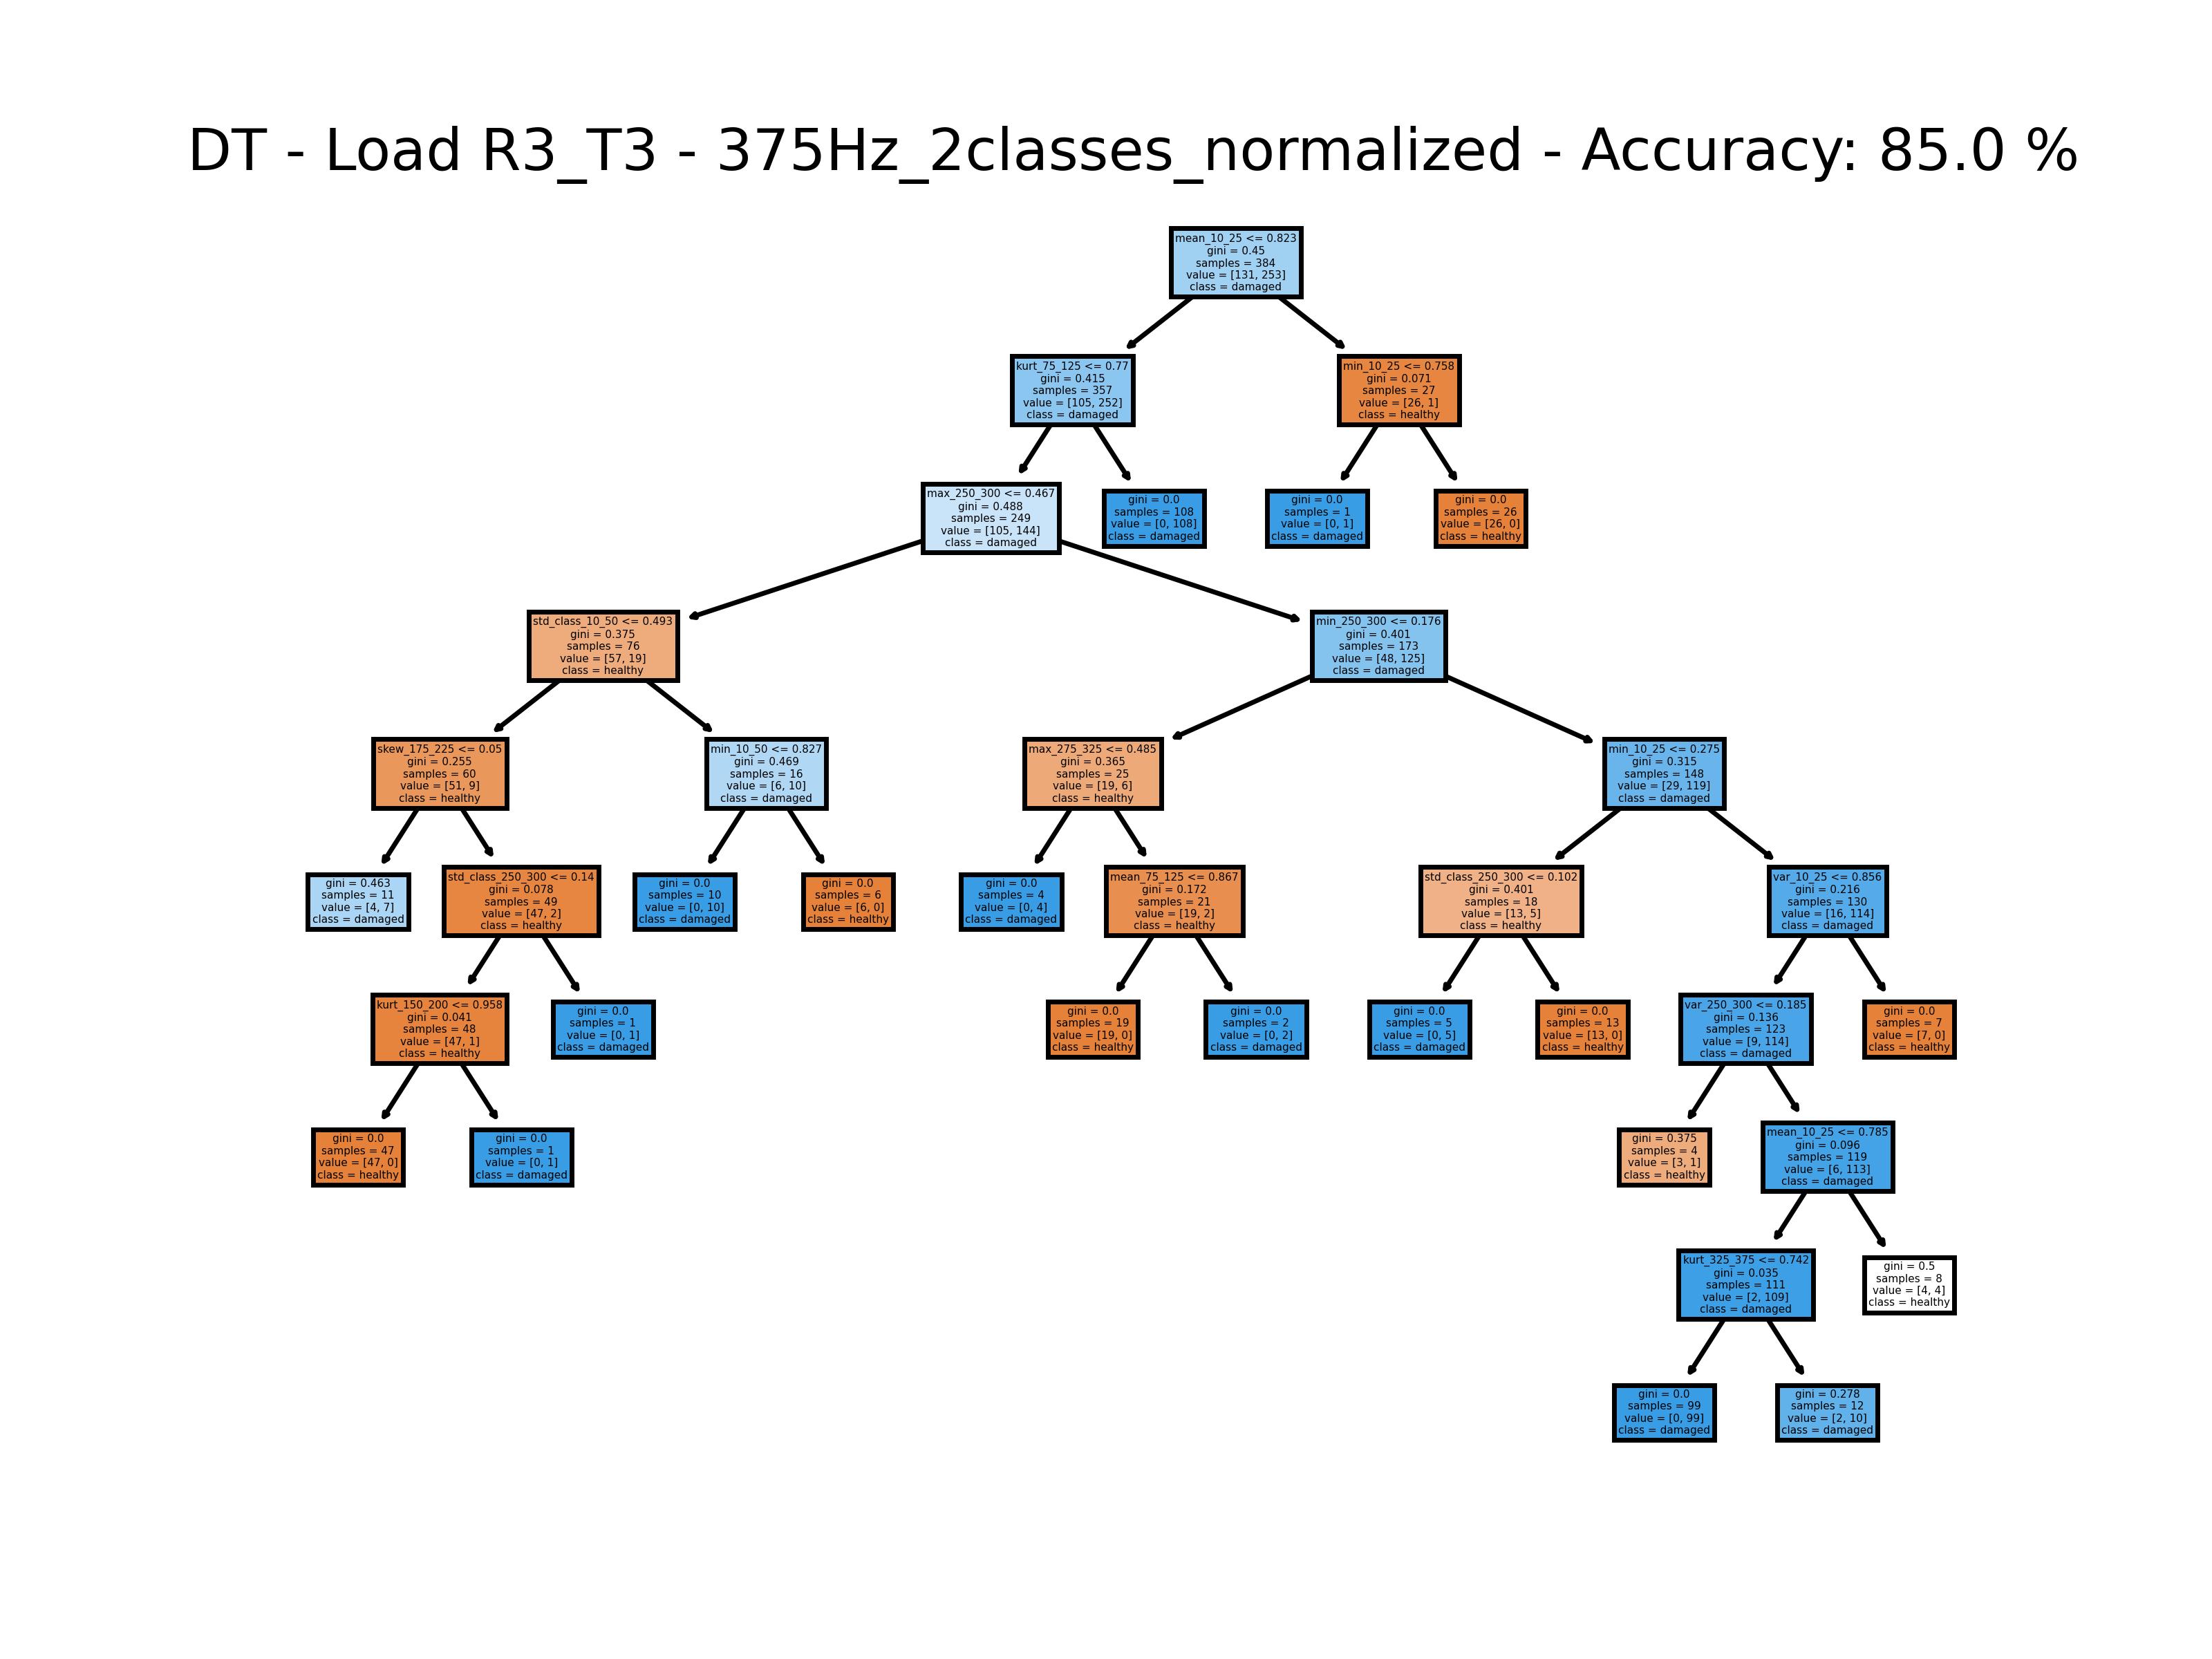 DT - Load R3_T3 - 375Hz_2classes_normalized - Accuracy: 85.0 %
mean_10_25 <= 0.823
gini = 0.45
samples = 384
value = [131, 253]
class = damaged
kurt_75_125 <= 0.77
gini = 0.415
samples = 357
value = [105, 252]
class = damaged
min_10_25 <= 0.758
gini = 0.071
samples = 27
value = [26, 1]
class = healthy
max_250_300 <= 0.467
gini = 0.488
samples = 249
value = [105, 144]
class = damaged
gini = 0.0
samples = 108
value = [0, 108]
class = damaged
gini = 0.0
samples = 1
value = [0, 1]
class = damaged
gini = 0.0
samples = 26
value = [26, 0]
class = healthy
std_class_10_50 <= 0.493
gini = 0.375
samples = 76
value = [57, 19]
class = healthy
min_250_300 <= 0.176
gini = 0.401
samples = 173
value = [48, 125]
class = damaged
skew_175_225 <= 0.05
gini = 0.255
samples = 60
value = [51, 9]
class = healthy
min_10_50 <= 0.827
gini = 0.469
samples = 16
value = [6, 10]
class = damaged
max_275_325 <= 0.485
gini = 0.365
samples = 25
value = [19, 6]
class = healthy
min_10_25 <= 0.275
gini = 0.315
samples = 148
value = [29, 119]
class = damaged
gini = 0.463
samples = 11
value = [4, 7]
class = damaged
std_class_250_300 <= 0.14
gini = 0.078
samples = 49
value = [47, 2]
class = healthy
gini = 0.0
samples = 10
value = [0, 10]
class = damaged
gini = 0.0
samples = 6
value = [6, 0]
class = healthy
gini = 0.0
samples = 4
value = [0, 4]
class = damaged
mean_75_125 <= 0.867
gini = 0.172
samples = 21
value = [19, 2]
class = healthy
std_class_250_300 <= 0.102
gini = 0.401
samples = 18
value = [13, 5]
class = healthy
var_10_25 <= 0.856
gini = 0.216
samples = 130
value = [16, 114]
class = damaged
kurt_150_200 <= 0.958
gini = 0.041
samples = 48
value = [47, 1]
class = healthy
gini = 0.0
samples = 1
value = [0, 1]
class = damaged
gini = 0.0
samples = 19
value = [19, 0]
class = healthy
gini = 0.0
samples = 2
value = [0, 2]
class = damaged
gini = 0.0
samples = 5
value = [0, 5]
class = damaged
gini = 0.0
samples = 13
value = [13, 0]
class = healthy
var_250_300 <= 0.185
gini = 0.136
samples = 123
value = [9, 114]
class = damaged
gini = 0.0
samples = 7
value = [7, 0]
class = healthy
gini = 0.0
samples = 47
value = [47, 0]
class = healthy
gini = 0.0
samples = 1
value = [0, 1]
class = damaged
gini = 0.375
samples = 4
value = [3, 1]
class = healthy
mean_10_25 <= 0.785
gini = 0.096
samples = 119
value = [6, 113]
class = damaged
kurt_325_375 <= 0.742
gini = 0.035
samples = 111
value = [2, 109]
class = damaged
gini = 0.5
samples = 8
value = [4, 4]
class = healthy
gini = 0.0
samples = 99
value = [0, 99]
class = damaged
gini = 0.278
samples = 12
value = [2, 10]
class = damaged